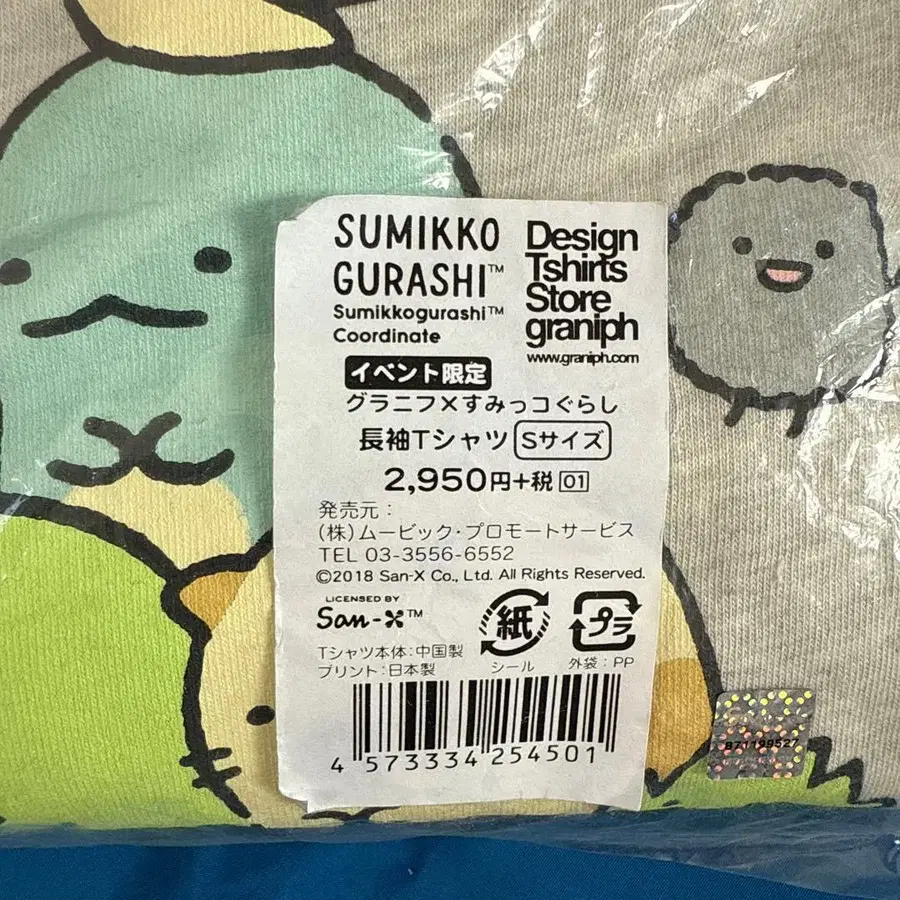 SUMIKKO
GURASHI™
Sumikkogurashi™
Coordinate
Design
Tshirts
Store
graniph
www.graniph.com
イベント限定
グラニフ×すみっコぐらし
長袖Tシャツ Sサイズ
2,950円+税 01
発売元：
(株)ムービック・プロモートサービス
TEL 03-3556-6552
©2018 San-X Co., Ltd. All Rights Reserved.
LICENSED BY
San-X™
紙
プラ
シール
外袋：PP
Tシャツ本体：中国製
プリント：日本製
4 573334 254501
871199527